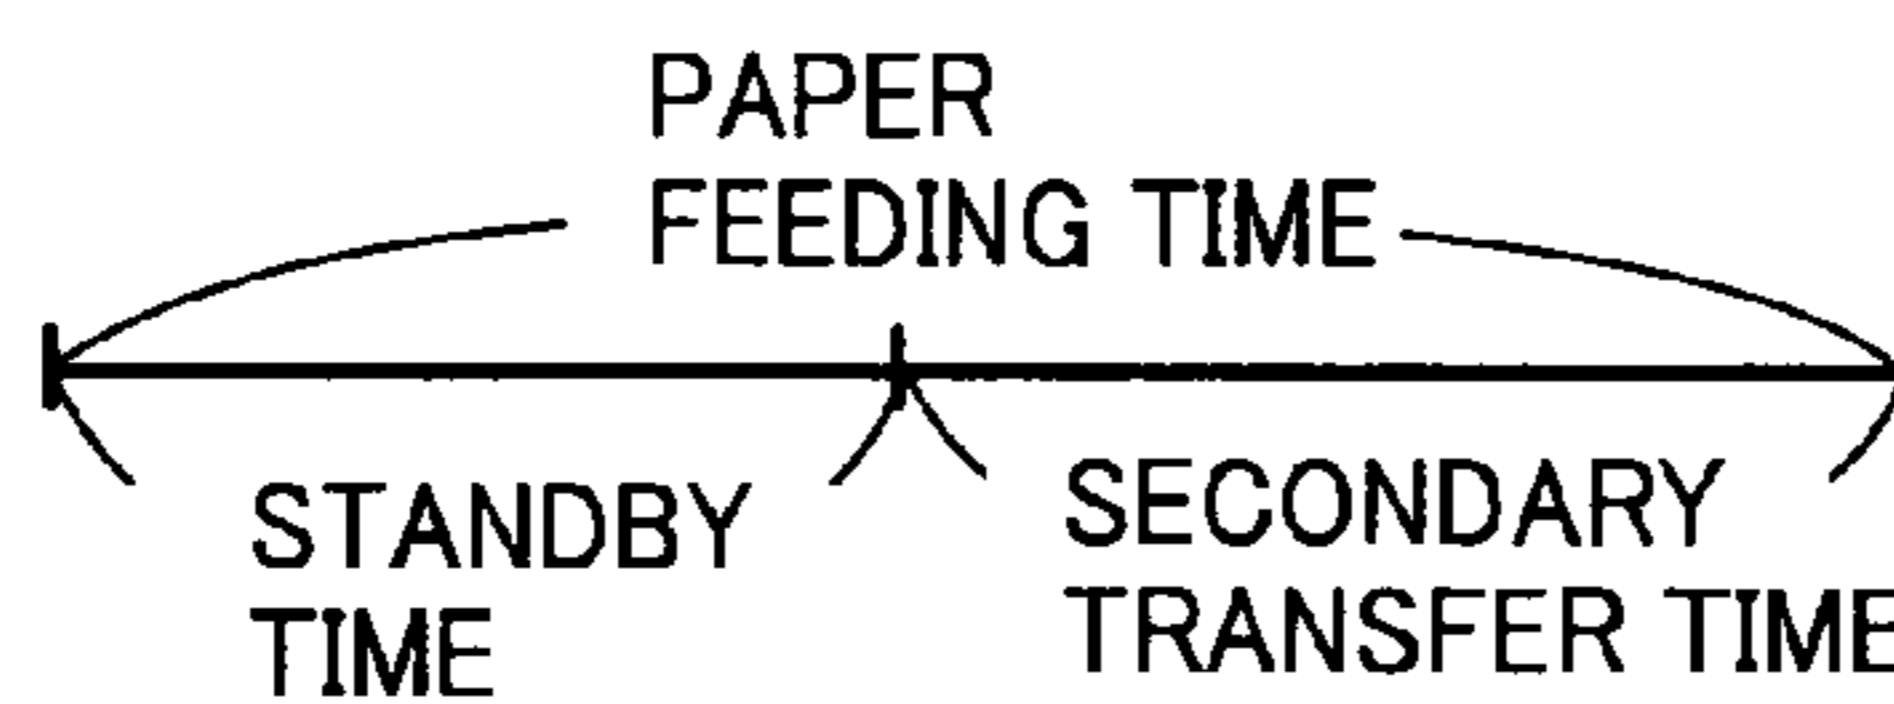 PAPER
FEEDING TIME
STANDBY
TIME
SECONDARY
TRANSFER TIME